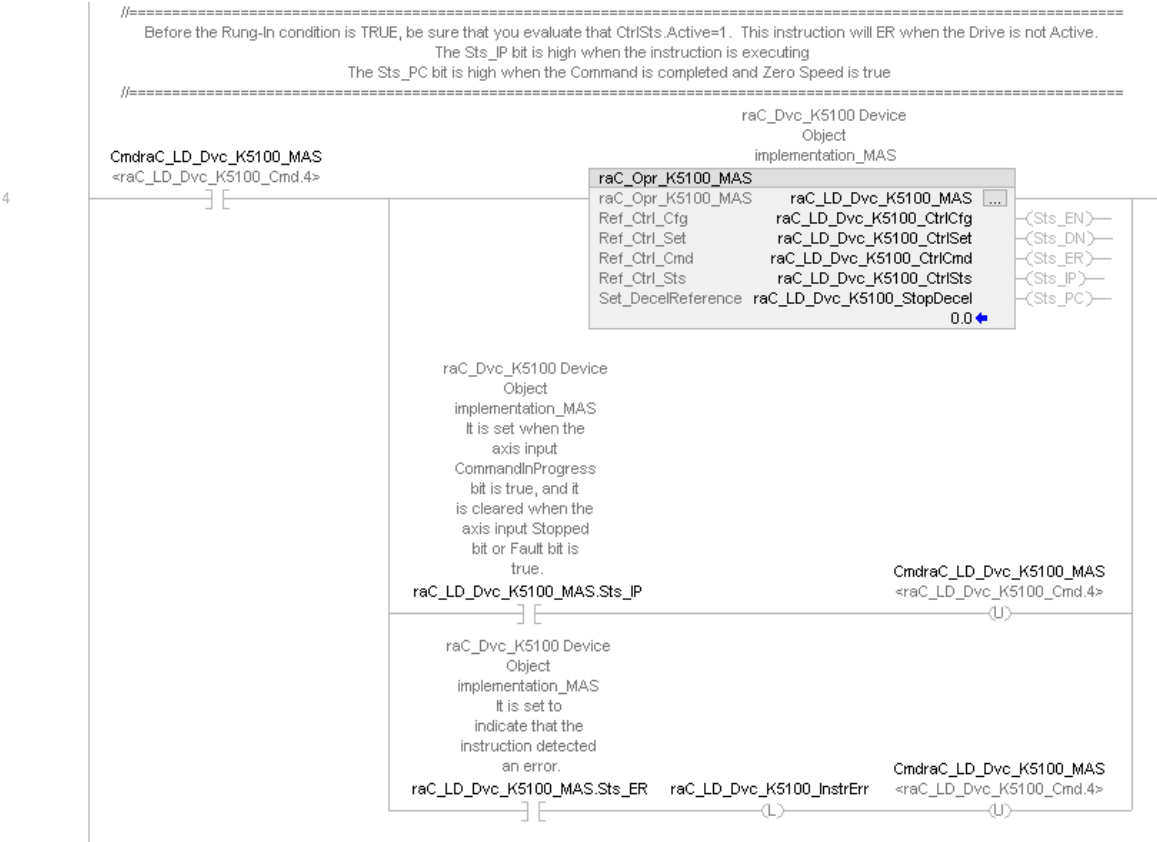 //====================================================================================================
Before the Rung-In condition is TRUE, be sure that you evaluate that CtrlSts.Active=1. This instruction will ER when the Drive is not Active.
The Sts_IP bit is high when the instruction is executing
The Sts_PC bit is high when the Command is completed and Zero Speed is true
//====================================================================================================
raC_Dvc_K5100 Device
Object
implementation_MAS
CmdraC_LD_Dvc_K5100_MAS
<raC_LD_Dvc_K5100_Cmd.4>
4
raC_Opr_K5100_MAS
raC_Opr_K5100_MAS raC_LD_Dvc_K5100_MAS ...
Ref_Ctrl_Cfg raC_LD_Dvc_K5100_CtrlCfg (Sts_EN)
Ref_Ctrl_Set raC_LD_Dvc_K5100_CtrlSet (Sts_DN)
Ref_Ctrl_Cmd raC_LD_Dvc_K5100_CtrlCmd (Sts_ER)
Ref_Ctrl_Sts raC_LD_Dvc_K5100_CtrlSts (Sts_IP)
Set_DecelReference raC_LD_Dvc_K5100_StopDecel (Sts_PC)
0.0
raC_Dvc_K5100 Device
Object
implementation_MAS
It is set when the
axis input
CommandInProgress
bit is true, and it
is cleared when the
axis input Stopped
bit or Fault bit is
true.
raC_LD_Dvc_K5100_MAS.Sts_IP
CmdraC_LD_Dvc_K5100_MAS
<raC_LD_Dvc_K5100_Cmd.4>
(U)
raC_Dvc_K5100 Device
Object
implementation_MAS
It is set to
indicate that the
instruction detected
an error.
raC_LD_Dvc_K5100_MAS.Sts_ER
raC_LD_Dvc_K5100_InstrErr
(L)
CmdraC_LD_Dvc_K5100_MAS
<raC_LD_Dvc_K5100_Cmd.4>
(U)